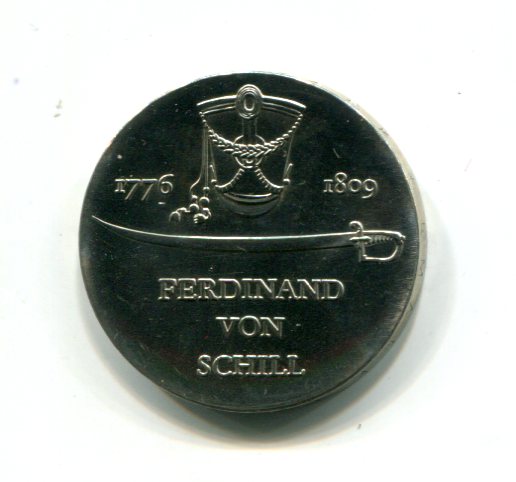 1776 1809
FERDINAND
VON
SCHILL